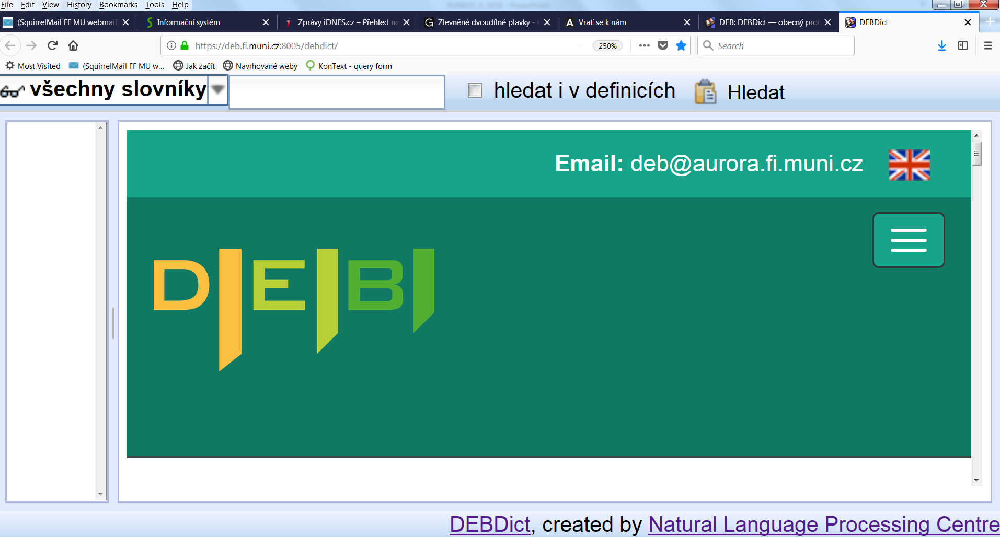 File Edit View History Bookmarks Tools Help
(SquirrelMail FF MU webmail
Informační systém
Zprávy iDNES.cz – Přehled ne
Zlevněné dvoudílné plavky -
Vrať se k nám
DEB: DEBDict — obecný proh
DEBDict
https://deb.fi.muni.cz:8005/debdict/
250%
Search
Most Visited (SquirrelMail FF MU w... Jak začít Navrhované weby KonText - query form
všechny slovníky hledat i v definicích Hledat
Email: deb@aurora.fi.muni.cz
DEB
DEBDict, created by Natural Language Processing Centre